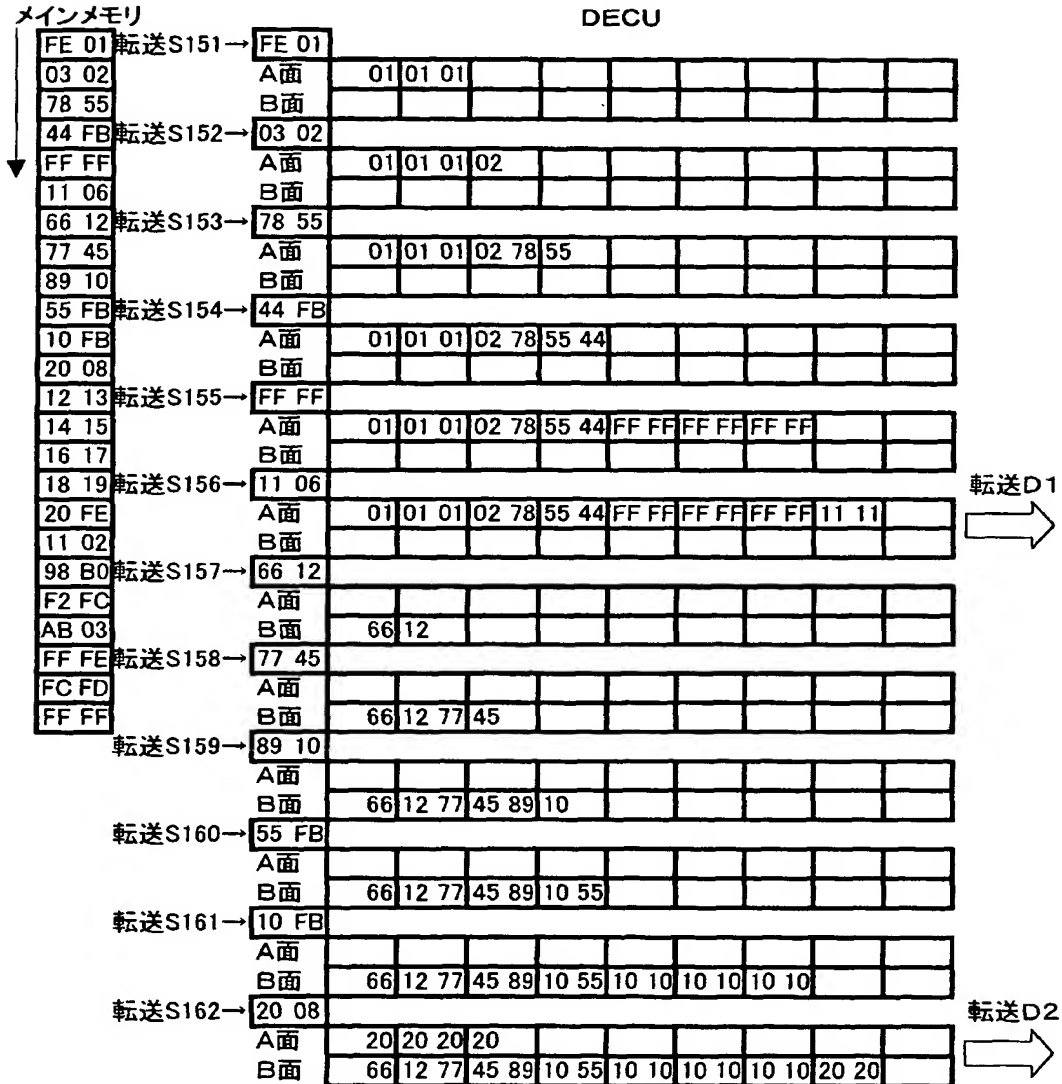 メインメモリ DECU
FE 01 転送S151→ FE 01
03 02 A面 01 01 01
78 55 B面
44 FB 転送S152→ 03 02
FF FF A面 01 01 01 02
11 06 B面
66 12 転送S153→ 78 55
77 45 A面 01 01 01 02 78 55
89 10 B面
55 FB 転送S154→ 44 FB
10 FB A面 01 01 01 02 78 55 44
20 08 B面
12 13 転送S155→ FF FF
14 15 A面 01 01 01 02 78 55 44 FF FF FF FF FF FF
16 17 B面
18 19 転送S156→ 11 06 転送D1
20 FE A面 01 01 01 02 78 55 44 FF FF FF FF FF FF 11 11
11 02 B面
98 B0 転送S157→ 66 12
F2 FC A面
AB 03 B面 66 12
FF FE 転送S158→ 77 45
FC FD A面
FF FF B面 66 12 77 45
転送S159→ 89 10
A面
B面 66 12 77 45 89 10
転送S160→ 55 FB
A面
B面 66 12 77 45 89 10 55
転送S161→ 10 FB
A面
B面 66 12 77 45 89 10 55 10 10 10 10 10 10
転送S162→ 20 08 転送D2
A面 20 20 20 20
B面 66 12 77 45 89 10 55 10 10 10 10 10 10 20 20